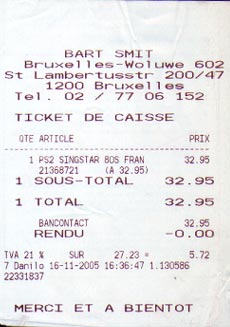 BART SMIT
Bruxelles-Woluwe 602
St Lambertusstr 200/47
1200 Bruxelles
Tel. 02 / 77 06 152
TICKET DE CAISSE
QTE ARTICLE PRIX
1 PS2 SINGSTAR 80S FRAN 32.95
21368721 (A 32.95)
1 SOUS-TOTAL 32.95
1 TOTAL 32.95
BANCONTACT 32.95
RENDU -0.00
TVA 21 % SUR 27.23 = 5.72
7 Danilo 16-11-2005 16:36:47 1.130586
22331837
MERCI ET A BIENTOT